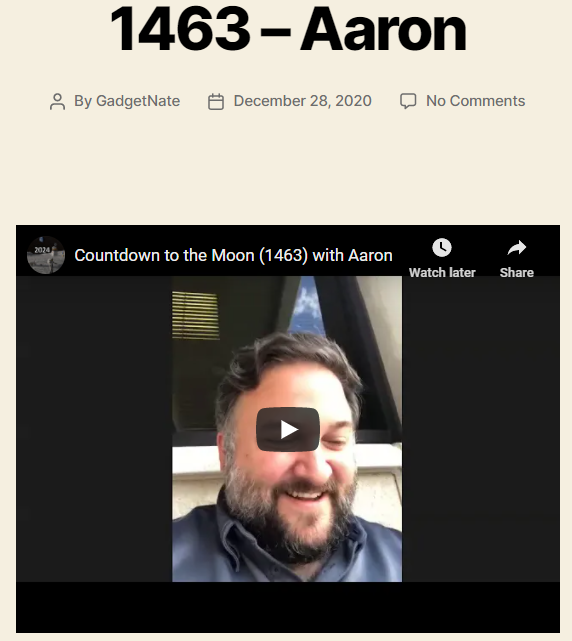 1463 – Aaron
By GadgetNate December 28, 2020 No Comments
2024
Countdown to the Moon (1463) with Aaron
Watch later Share